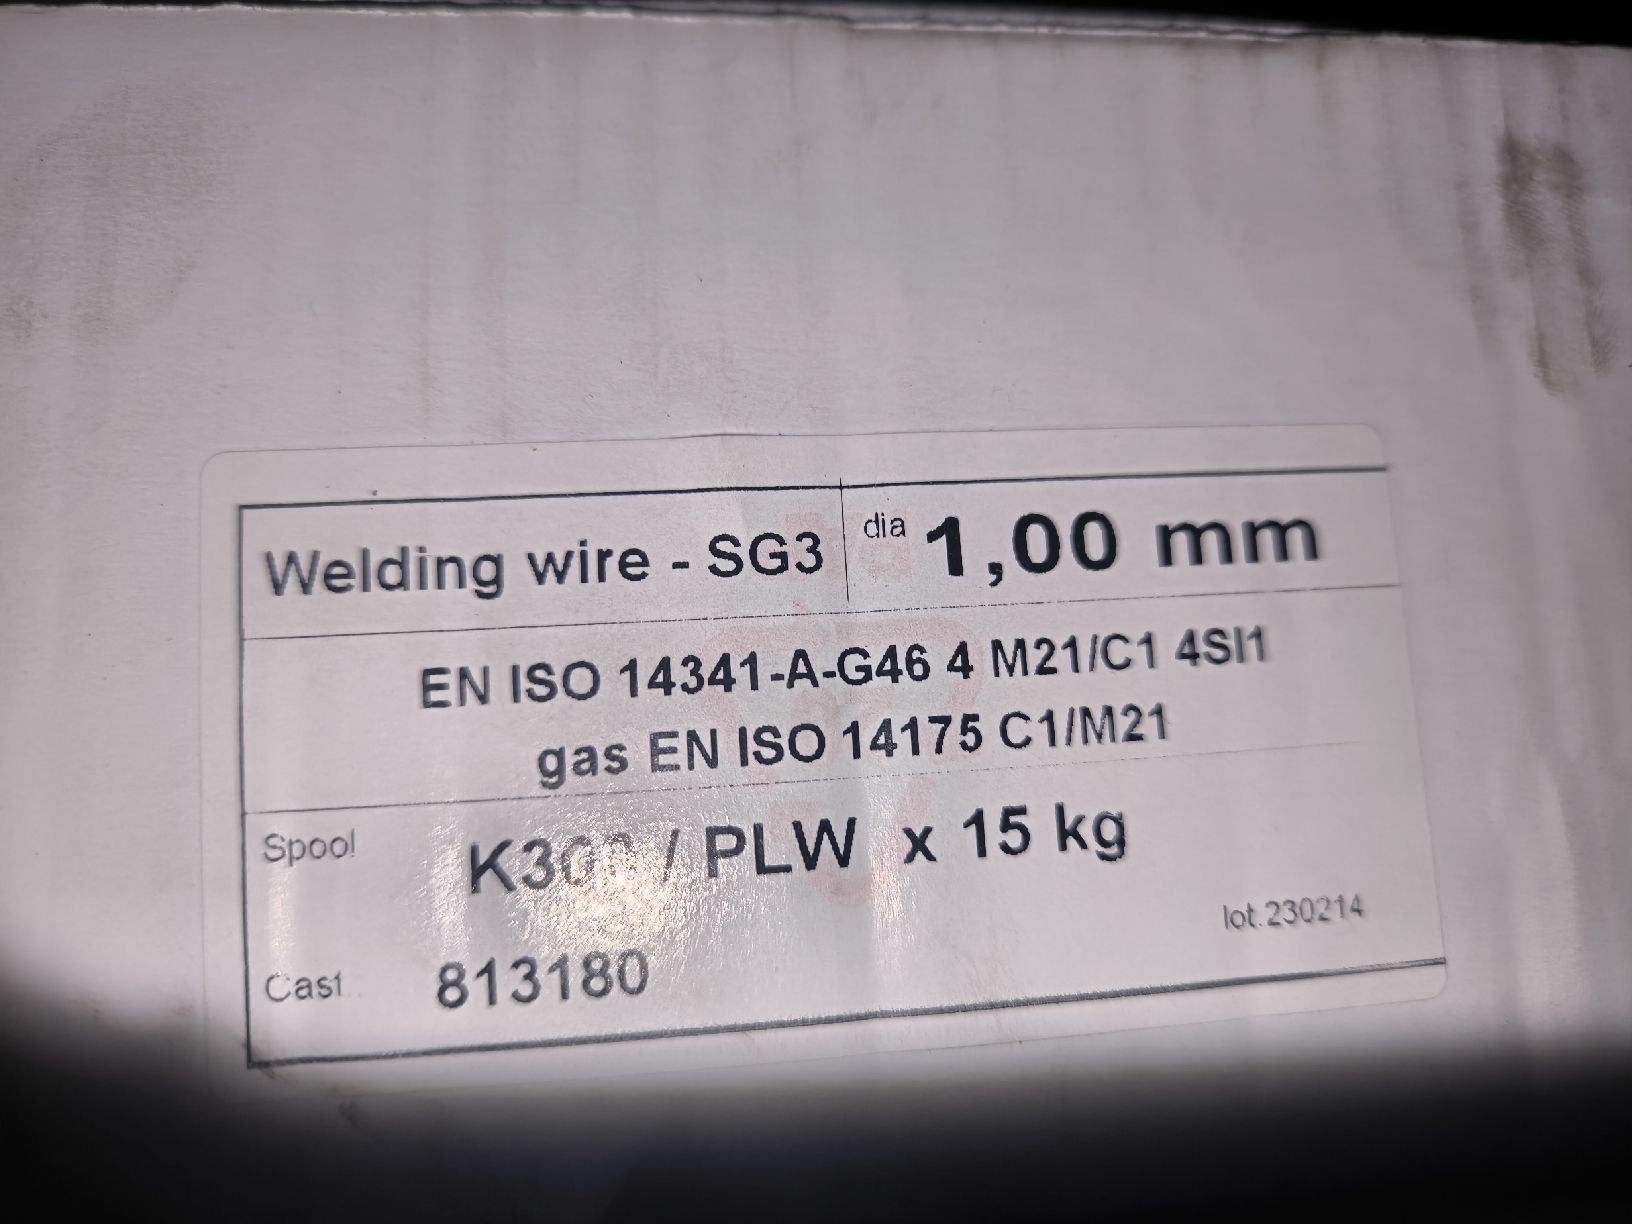 Welding wire - SG3
dia 1,00 mm
EN ISO 14341-A-G46 4 M21/C1 4SI1
gas EN ISO 14175 C1/M21
Spool K300 / PLW x 15 kg
lot.230214
Cast 813180